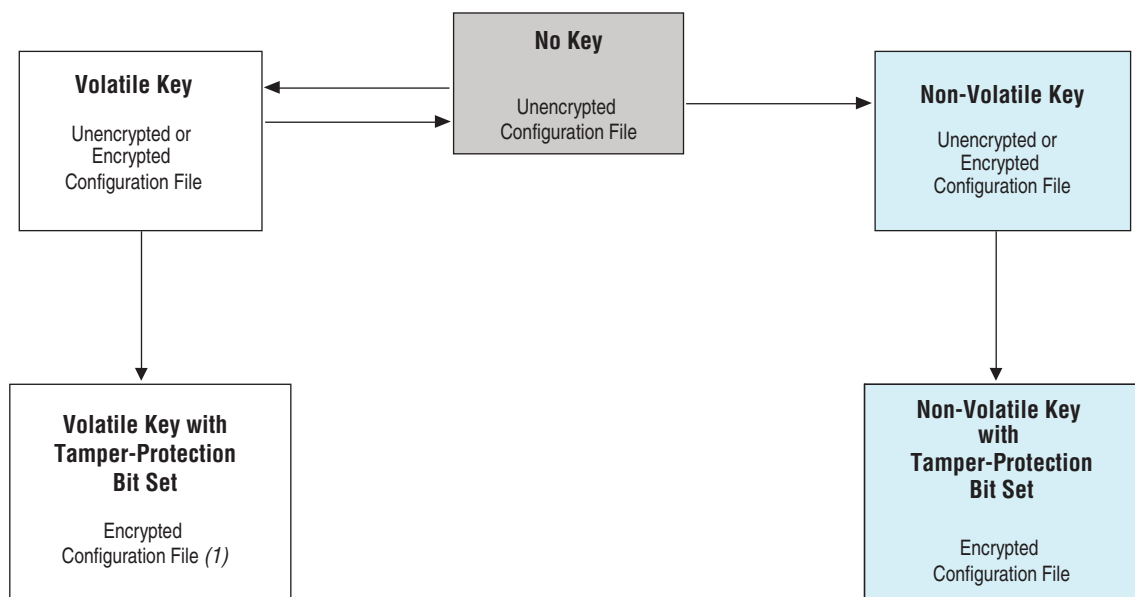 No Key
Unencrypted
Configuration File
Volatile Key
Unencrypted or
Encrypted
Configuration File
Non-Volatile Key
Unencrypted or
Encrypted
Configuration File
Volatile Key with
Tamper-Protection
Bit Set
Encrypted
Configuration File (1)
Non-Volatile Key
with
Tamper-Protection
Bit Set
Encrypted
Configuration File